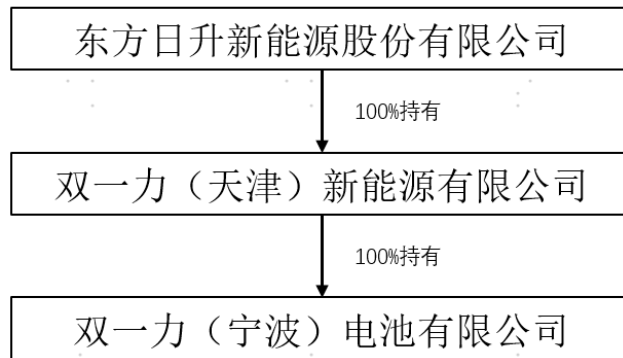 东方日升新能源股份有限公司
100%持有
双一力（天津）新能源有限公司
100%持有
双一力（宁波）电池有限公司